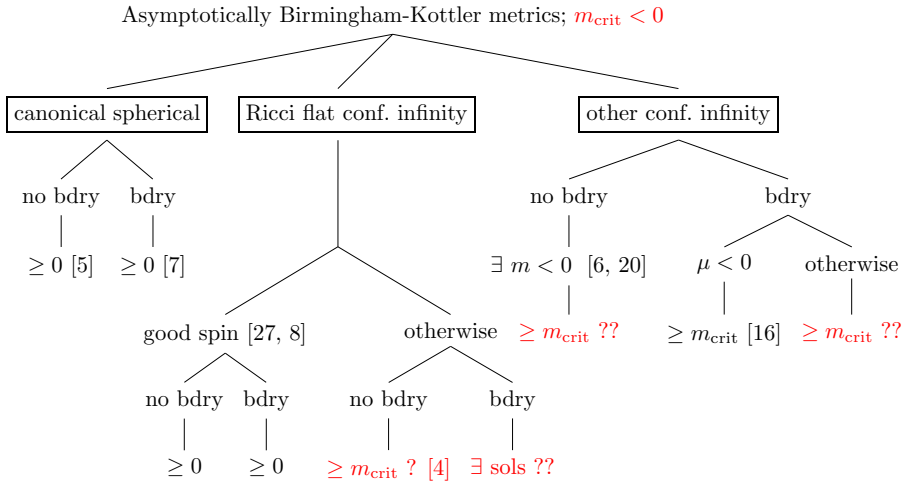 Asymptotically Birmingham-Kottler metrics; m_crit < 0
canonical spherical
Ricci flat conf. infinity
other conf. infinity
no bdry
bdry
no bdry
bdry
≥ 0 [5]
≥ 0 [7]
∃ m < 0 [6, 20]
μ < 0
otherwise
good spin [27, 8]
otherwise
≥ m_crit ??
≥ m_crit [16]
≥ m_crit ??
no bdry
bdry
no bdry
bdry
≥ 0
≥ 0
≥ m_crit ? [4]
∃ sols ??